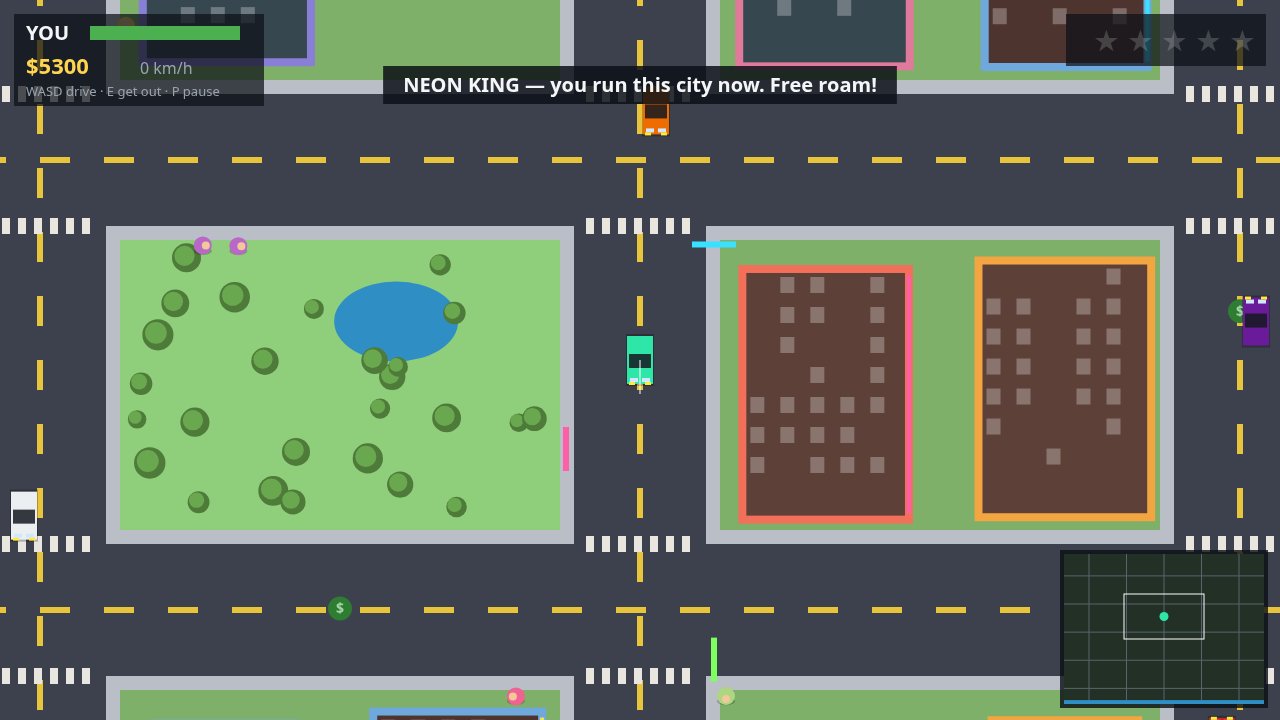 YOU
$5300
0 km/h
WASD drive · E get out · P pause
NEON KING — you run this city now. Free roam!
$
$